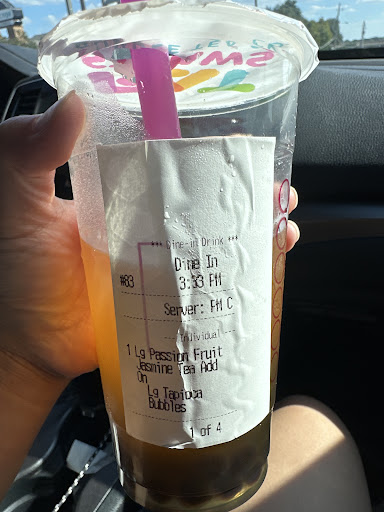 *** Dine-in Drink ***
Dine In
#83 3:33 PM
Server: FM C
Individual
1 Lg Passion Fruit
Jasmine Tea Add
On
Lg Tapioca
Bubbles
1 of 4